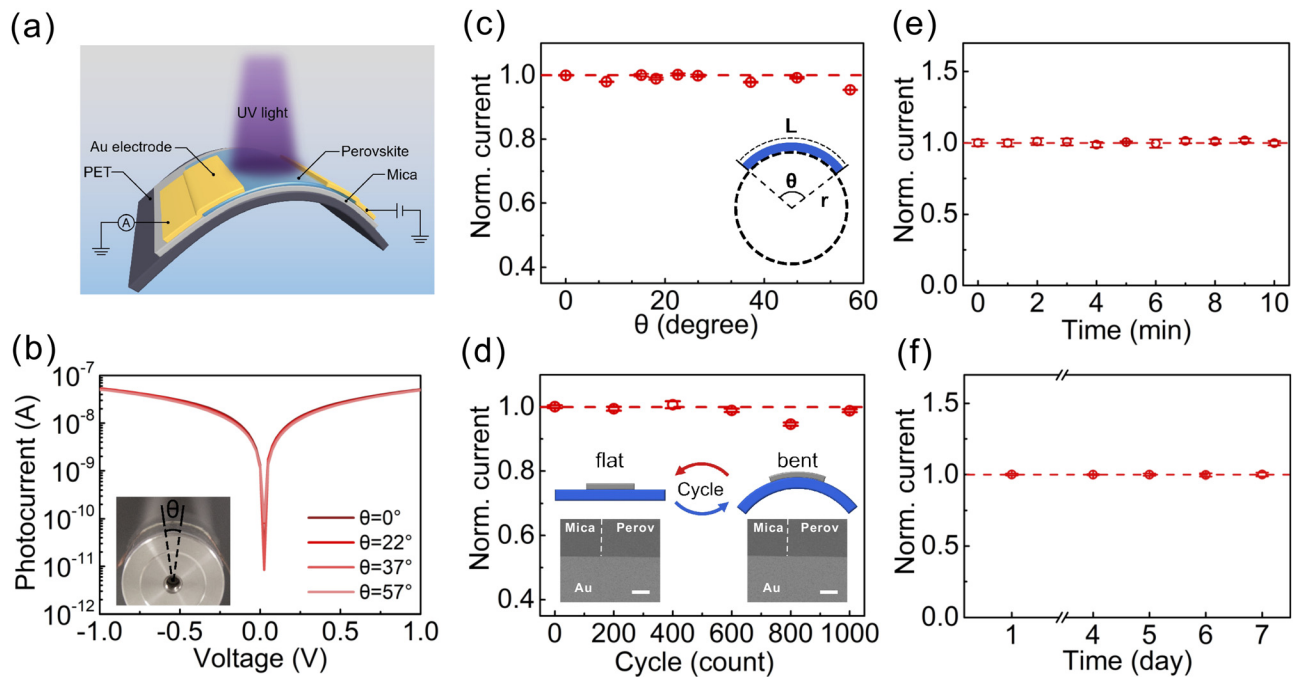 (a)
UV light
Au electrode
Perovskite
PET
Mica
A
(b)
Photocurrent (A)
10⁻⁷
10⁻⁸
10⁻⁹
10⁻¹⁰
10⁻¹¹
10⁻¹²
θ
θ=0°
θ=22°
θ=37°
θ=57°
-1.0 -0.5 0.0 0.5 1.0
Voltage (V)
(c)
Norm. current
1.0
0.8
0.6
0.4
L
θ
r
0 20 40 60
θ (degree)
(d)
Norm. current
1.0
0.8
0.6
0.4
flat
bent
Cycle
Mica Perov
Au
Mica Perov
Au
0 200 400 600 800 1000
Cycle (count)
(e)
Norm. current
1.5
1.0
0.5
0.0
0 2 4 6 8 10
Time (min)
(f)
Norm. current
1.5
1.0
0.5
0.0
1 4 5 6 7
Time (day)